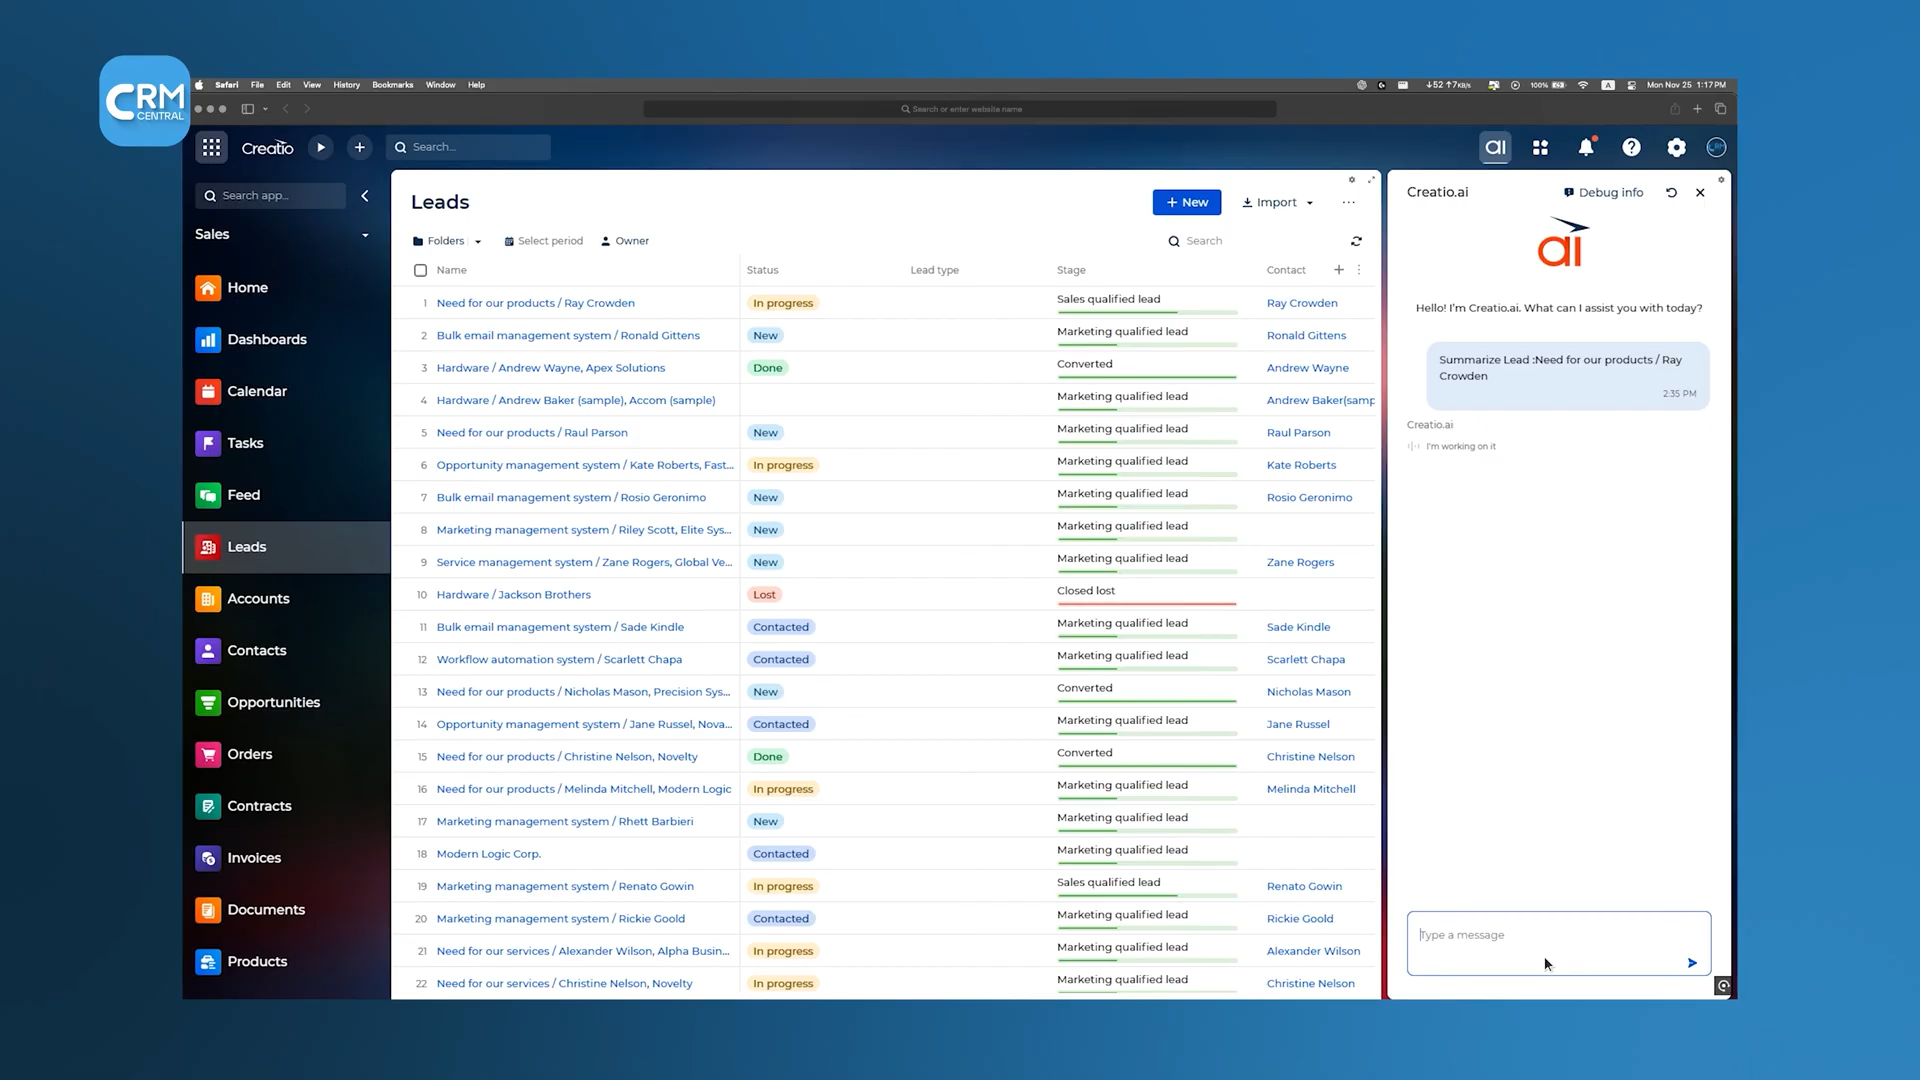 CRM
CENTRAL
Safari File Edit View History Bookmarks Window Help
↓52 ↑7 KB/s 100% A Mon Nov 25 1:17 PM
Search or enter website name
Creatio Search...
ai
Search app...
Sales
Home
Dashboards
Calendar
Tasks
Feed
Leads
Accounts
Contacts
Opportunities
Orders
Contracts
Invoices
Documents
Products
Leads
+ New Import
Folders Select period Owner Search
Name Status Lead type Stage Contact
1 Need for our products / Ray Crowden In progress Sales qualified lead Ray Crowden
2 Bulk email management system / Ronald Gittens New Marketing qualified lead Ronald Gittens
3 Hardware / Andrew Wayne, Apex Solutions Done Converted Andrew Wayne
4 Hardware / Andrew Baker (sample), Accom (sample) Marketing qualified lead Andrew Baker(samp
5 Need for our products / Raul Parson New Marketing qualified lead Raul Parson
6 Opportunity management system / Kate Roberts, Fast... In progress Marketing qualified lead Kate Roberts
7 Bulk email management system / Rosio Geronimo New Marketing qualified lead Rosio Geronimo
8 Marketing management system / Riley Scott, Elite Sys... New Marketing qualified lead
9 Service management system / Zane Rogers, Global Ve... New Marketing qualified lead Zane Rogers
10 Hardware / Jackson Brothers Lost Closed lost
11 Bulk email management system / Sade Kindle Contacted Marketing qualified lead Sade Kindle
12 Workflow automation system / Scarlett Chapa Contacted Marketing qualified lead Scarlett Chapa
13 Need for our products / Nicholas Mason, Precision Sys... New Converted Nicholas Mason
14 Opportunity management system / Jane Russel, Nova... Contacted Marketing qualified lead Jane Russel
15 Need for our products / Christine Nelson, Novelty Done Converted Christine Nelson
16 Need for our products / Melinda Mitchell, Modern Logic In progress Marketing qualified lead Melinda Mitchell
17 Marketing management system / Rhett Barbieri New Marketing qualified lead
18 Modern Logic Corp. Contacted Marketing qualified lead
19 Marketing management system / Renato Gowin In progress Sales qualified lead Renato Gowin
20 Marketing management system / Rickie Goold Contacted Marketing qualified lead Rickie Goold
21 Need for our services / Alexander Wilson, Alpha Busin... In progress Marketing qualified lead Alexander Wilson
22 Need for our services / Christine Nelson, Novelty In progress Marketing qualified lead Christine Nelson
Creatio.ai Debug info
ai
Hello! I'm Creatio.ai. What can I assist you with today?
Summarize Lead :Need for our products / Ray
Crowden
2:35 PM
Creatio.ai
I'm working on it
Type a message